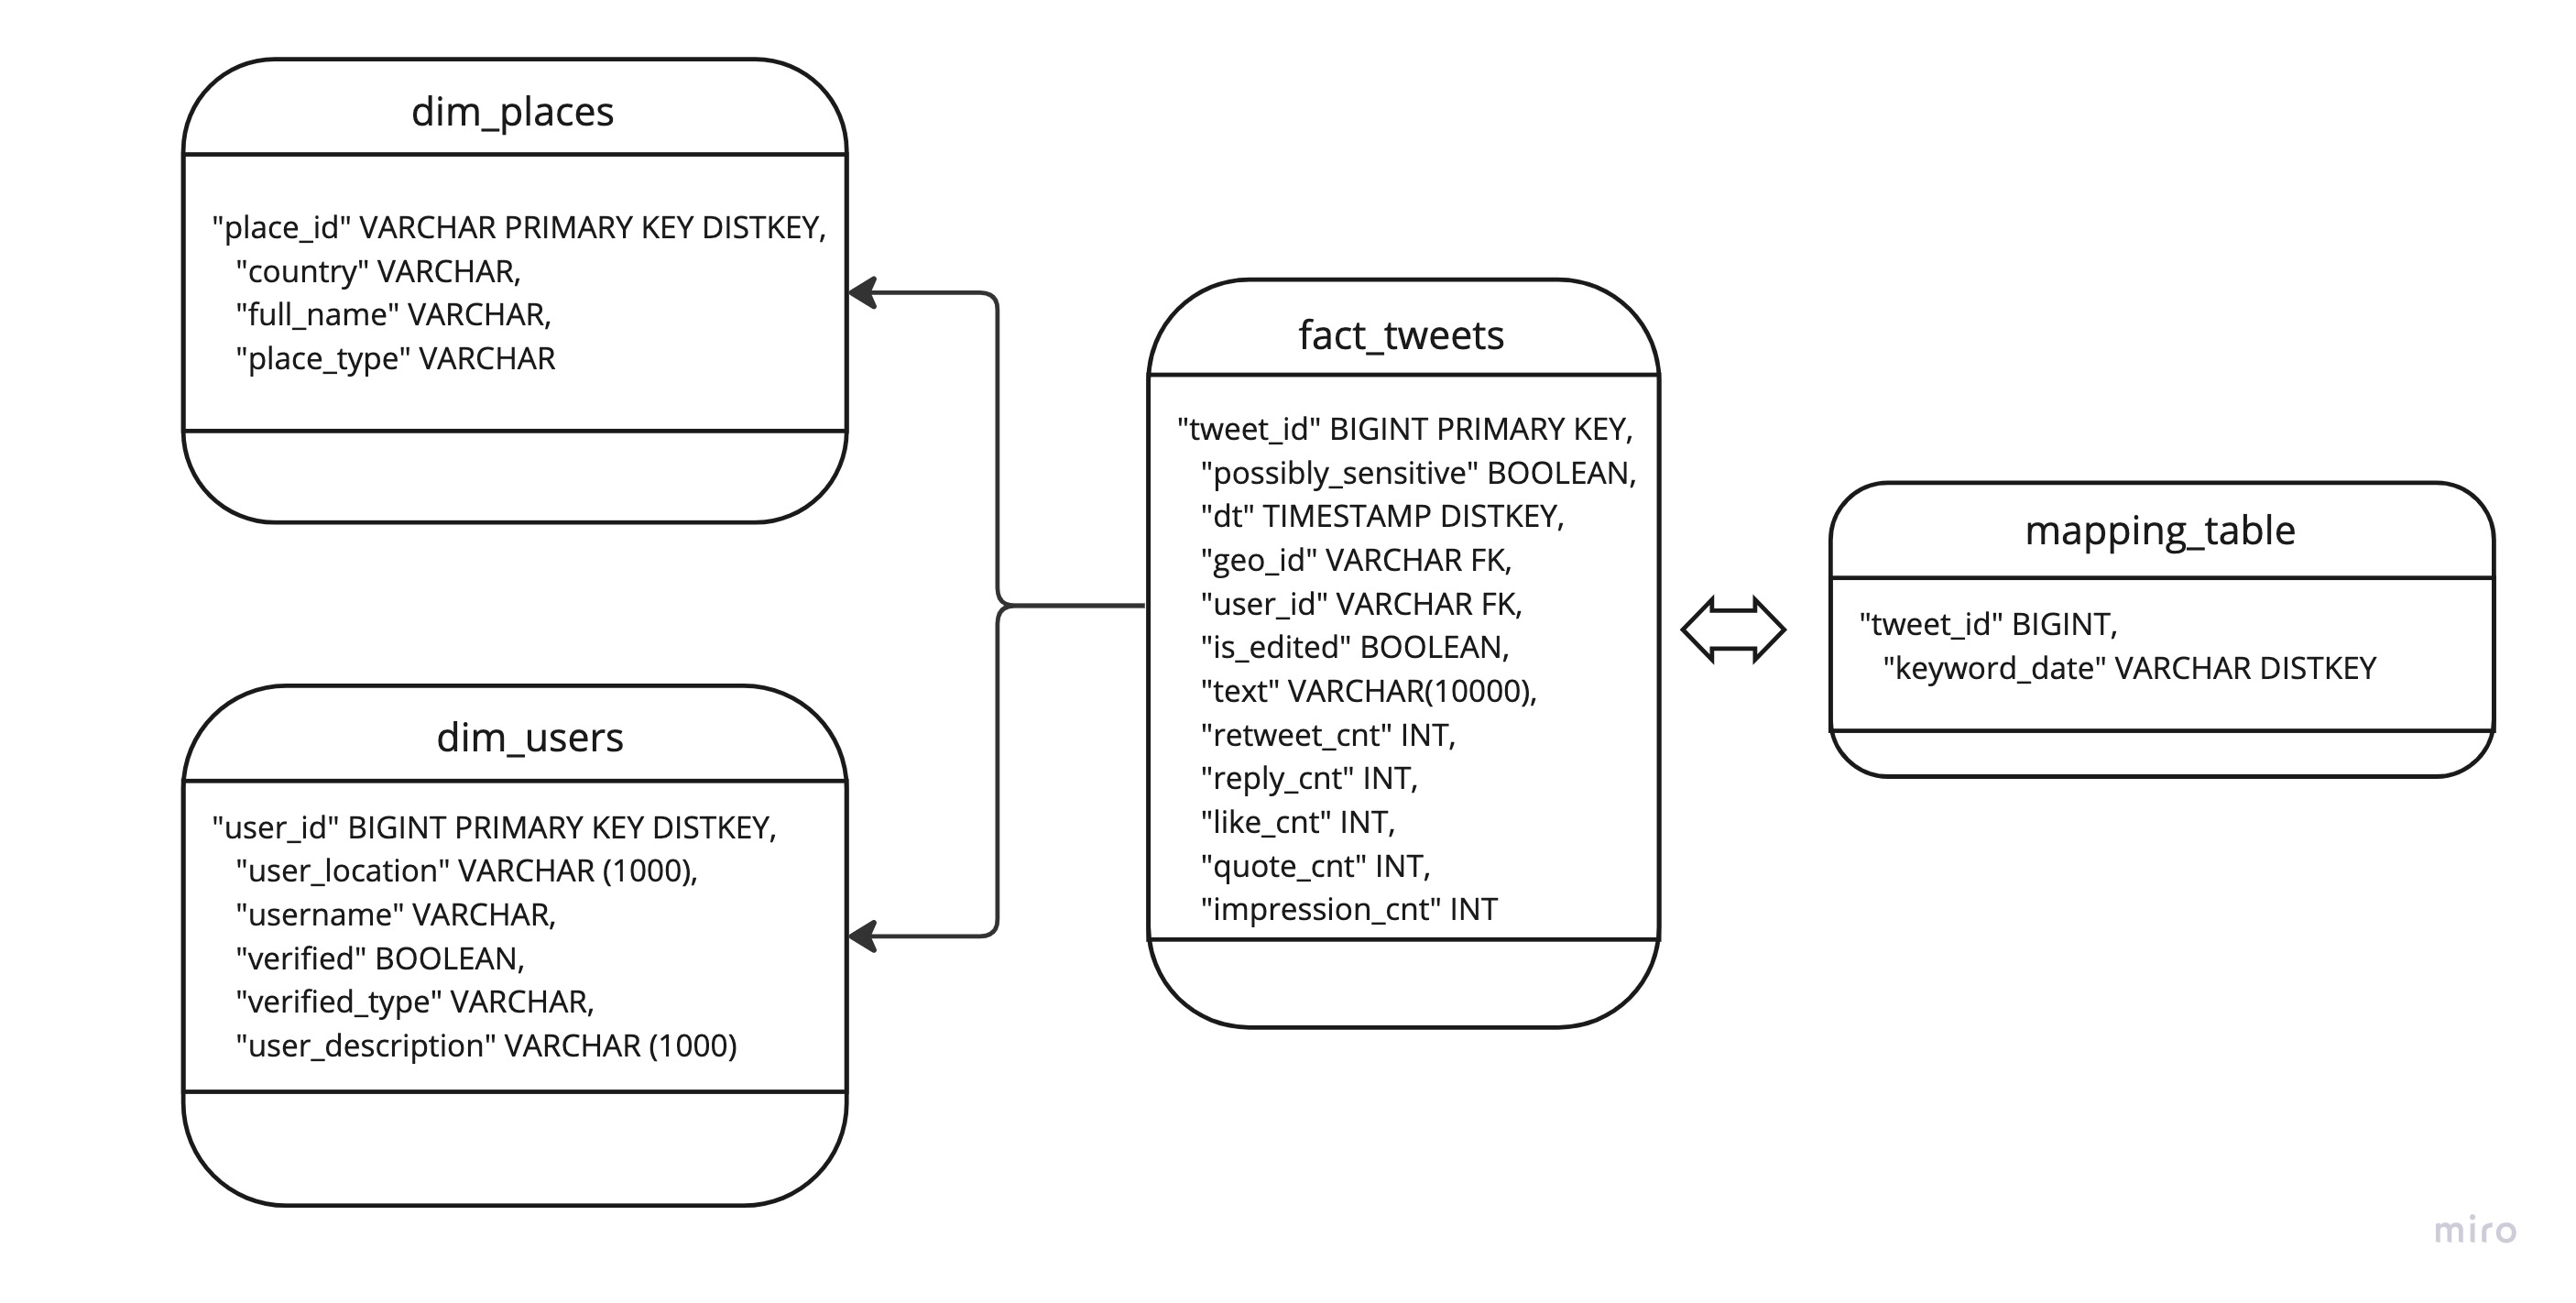 dim_places
"place_id" VARCHAR PRIMARY KEY DISTKEY,
"country" VARCHAR,
"full_name" VARCHAR,
"place_type" VARCHAR
dim_users
"user_id" BIGINT PRIMARY KEY DISTKEY,
"user_location" VARCHAR (1000),
"username" VARCHAR,
"verified" BOOLEAN,
"verified_type" VARCHAR,
"user_description" VARCHAR (1000)
fact_tweets
"tweet_id" BIGINT PRIMARY KEY,
"possibly_sensitive" BOOLEAN,
"dt" TIMESTAMP DISTKEY,
"geo_id" VARCHAR FK,
"user_id" VARCHAR FK,
"is_edited" BOOLEAN,
"text" VARCHAR(10000),
"retweet_cnt" INT,
"reply_cnt" INT,
"like_cnt" INT,
"quote_cnt" INT,
"impression_cnt" INT
mapping_table
"tweet_id" BIGINT,
"keyword_date" VARCHAR DISTKEY
miro